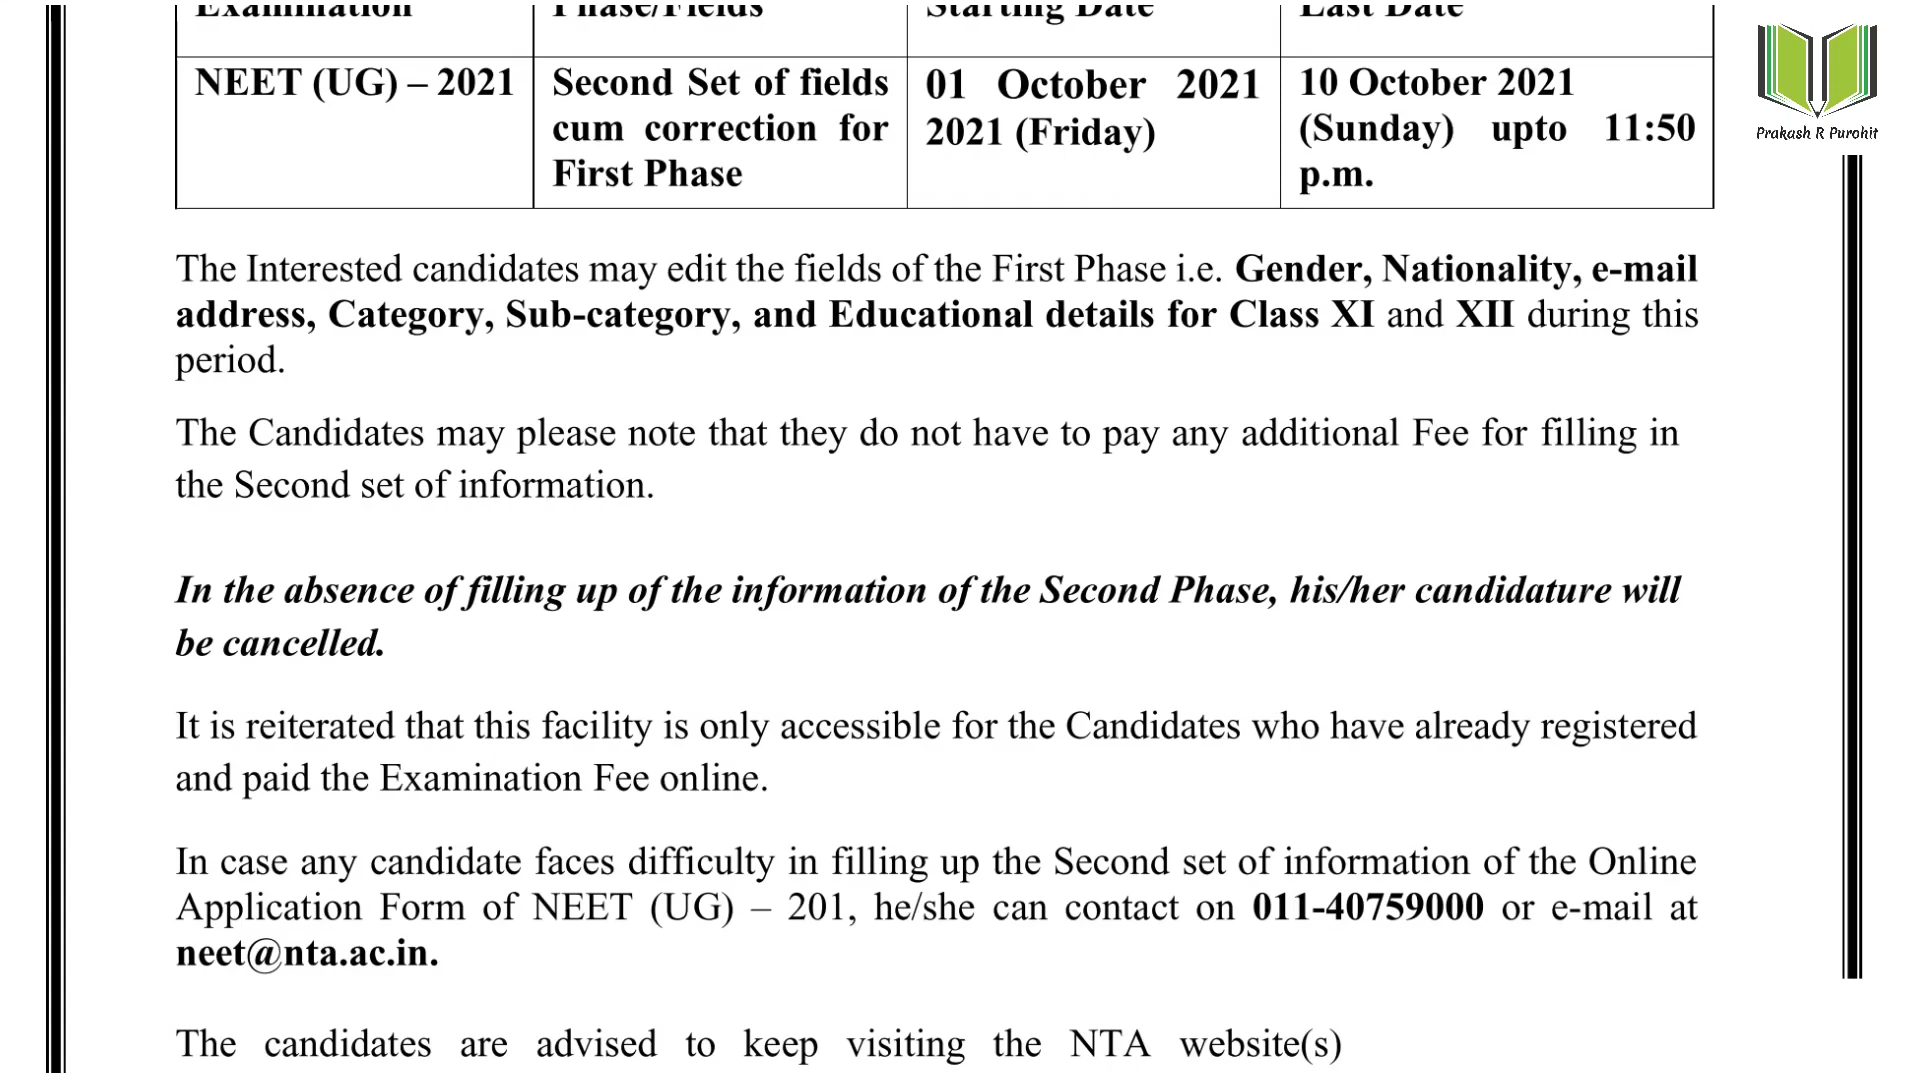 Examination Phase/Fields Starting Date Last Date
NEET (UG) – 2021 Second Set of fields 01 October 2021 10 October 2021
cum correction for 2021 (Friday) (Sunday) upto 11:50
First Phase p.m.
Prakash R Purohit
The Interested candidates may edit the fields of the First Phase i.e. Gender, Nationality, e-mail
address, Category, Sub-category, and Educational details for Class XI and XII during this
period.
The Candidates may please note that they do not have to pay any additional Fee for filling in
the Second set of information.
In the absence of filling up of the information of the Second Phase, his/her candidature will
be cancelled.
It is reiterated that this facility is only accessible for the Candidates who have already registered
and paid the Examination Fee online.
In case any candidate faces difficulty in filling up the Second set of information of the Online
Application Form of NEET (UG) – 201, he/she can contact on 011-40759000 or e-mail at
neet@nta.ac.in.
The candidates are advised to keep visiting the NTA website(s)